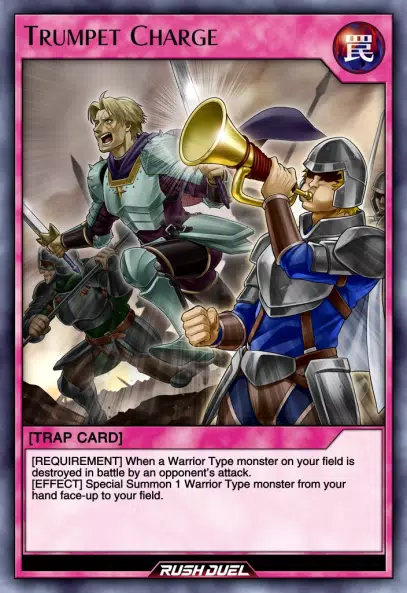 Trumpet Charge
罠
[TRAP CARD]
[REQUIREMENT] When a Warrior Type monster on your field is
destroyed in battle by an opponent's attack.
[EFFECT] Special Summon 1 Warrior Type monster from your
hand face-up to your field.
RUSH DUEL